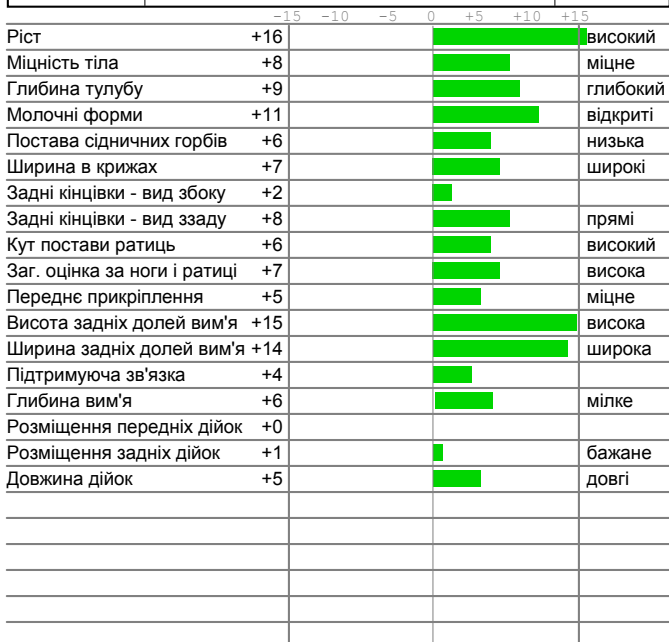 -15 -10 -5 0 +5 +10 +15
Ріст +16 високий
Міцність тіла +8 міцне
Глибина тулубу +9 глибокий
Молочні форми +11 відкриті
Постава сідничних горбів +6 низька
Ширина в крижах +7 широкі
Задні кінцівки - вид збоку +2
Задні кінцівки - вид ззаду +8 прямі
Кут постави ратиць +6 високий
Заг. оцінка за ноги і ратиці +7 висока
Переднє прикріплення +5 міцне
Висота задніх долей вим'я +15 висока
Ширина задніх долей вим'я +14 широка
Підтримуюча зв'язка +4
Глибина вим'я +6 мілке
Розміщення передніх дійок +0
Розміщення задніх дійок +1 бажане
Довжина дійок +5 довгі